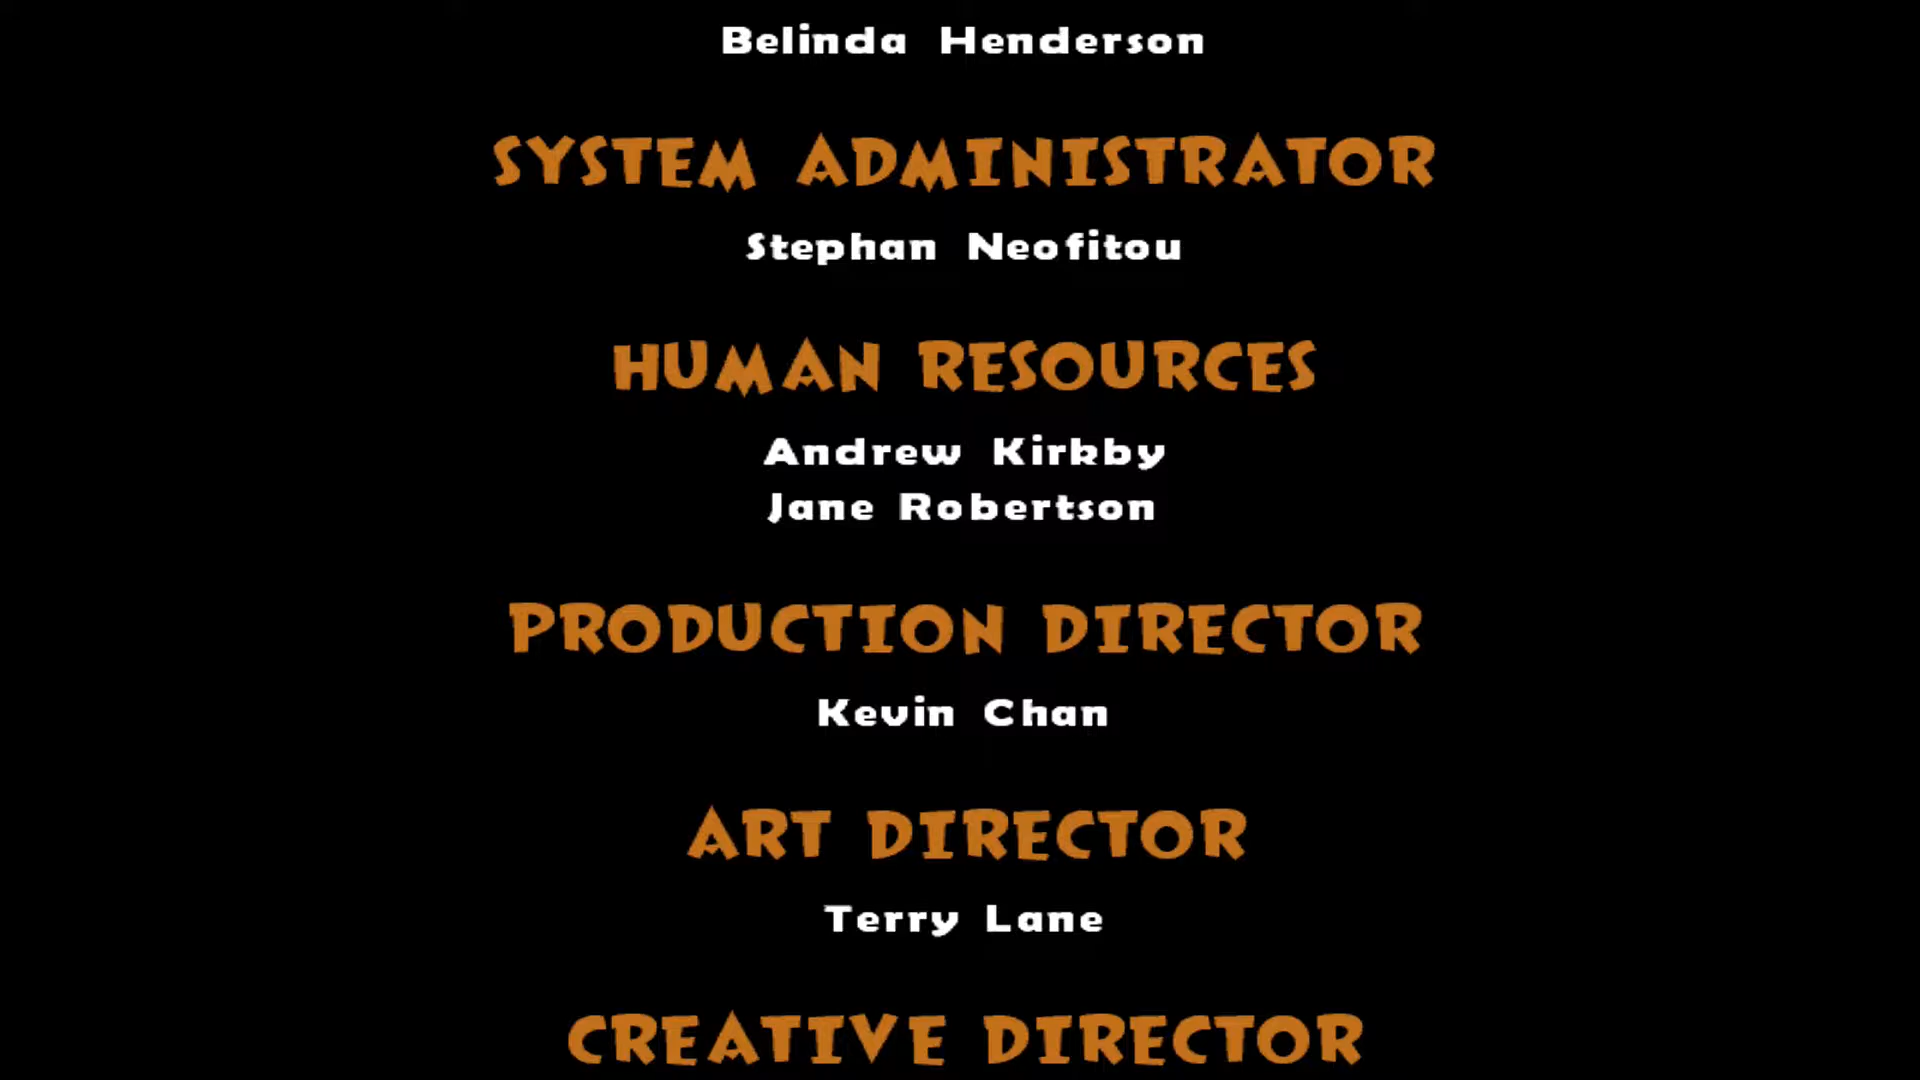 Belinda Henderson
SYSTEM ADMINISTRATOR
Stephan Neofitou
HUMAN RESOURCES
Andrew Kirkby
Jane Robertson
PRODUCTION DIRECTOR
Kevin Chan
ART DIRECTOR
Terry Lane
CREATIVE DIRECTOR